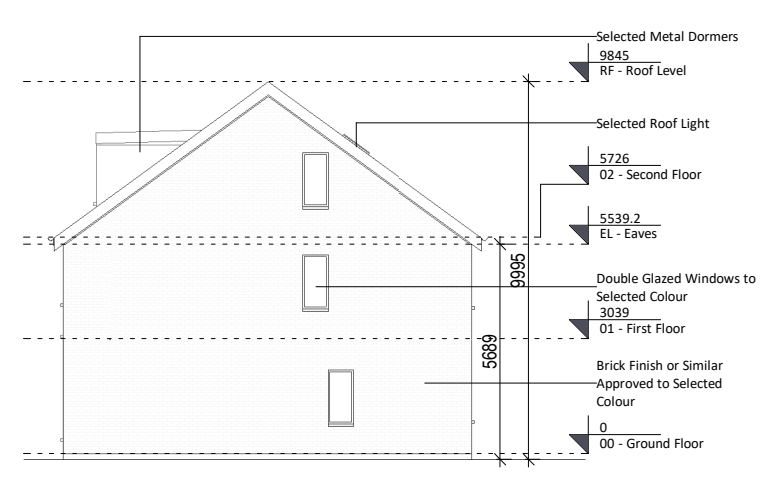 Selected Metal Dormers
9845
RF - Roof Level
Selected Roof Light
5726
02 - Second Floor
5539.2
EL - Eaves
9995
Double Glazed Windows to
Selected Colour
3039
01 - First Floor
5689
Brick Finish or Similar
Approved to Selected
Colour
0
00 - Ground Floor